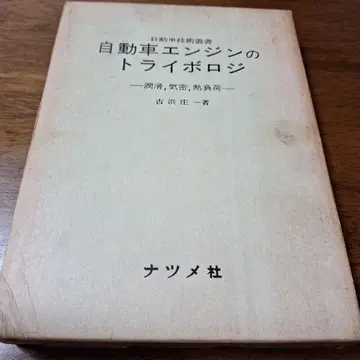 自動車技術叢書
自動車エンジンの
トライボロジ
—潤滑,気密,熱負荷—
古浜庄一著
ナツメ社